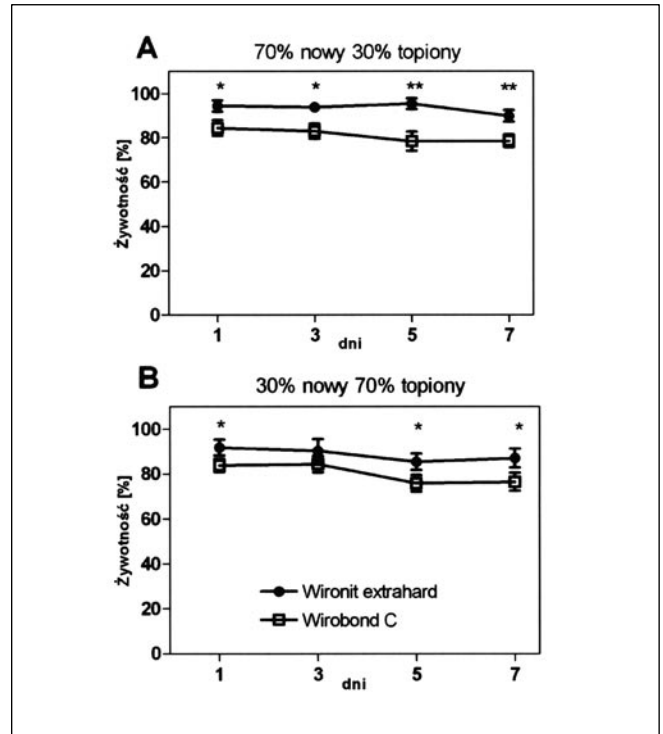 A
70% nowy 30% topiony
* * ** **
100
80
60
40
20
0
Żywotność [%]
1 3 5 7
dni
B
30% nowy 70% topiony
* * *
100
80
60
40
20
0
Żywotność [%]
Wironit extrahard
Wirobond C
1 3 5 7
dni